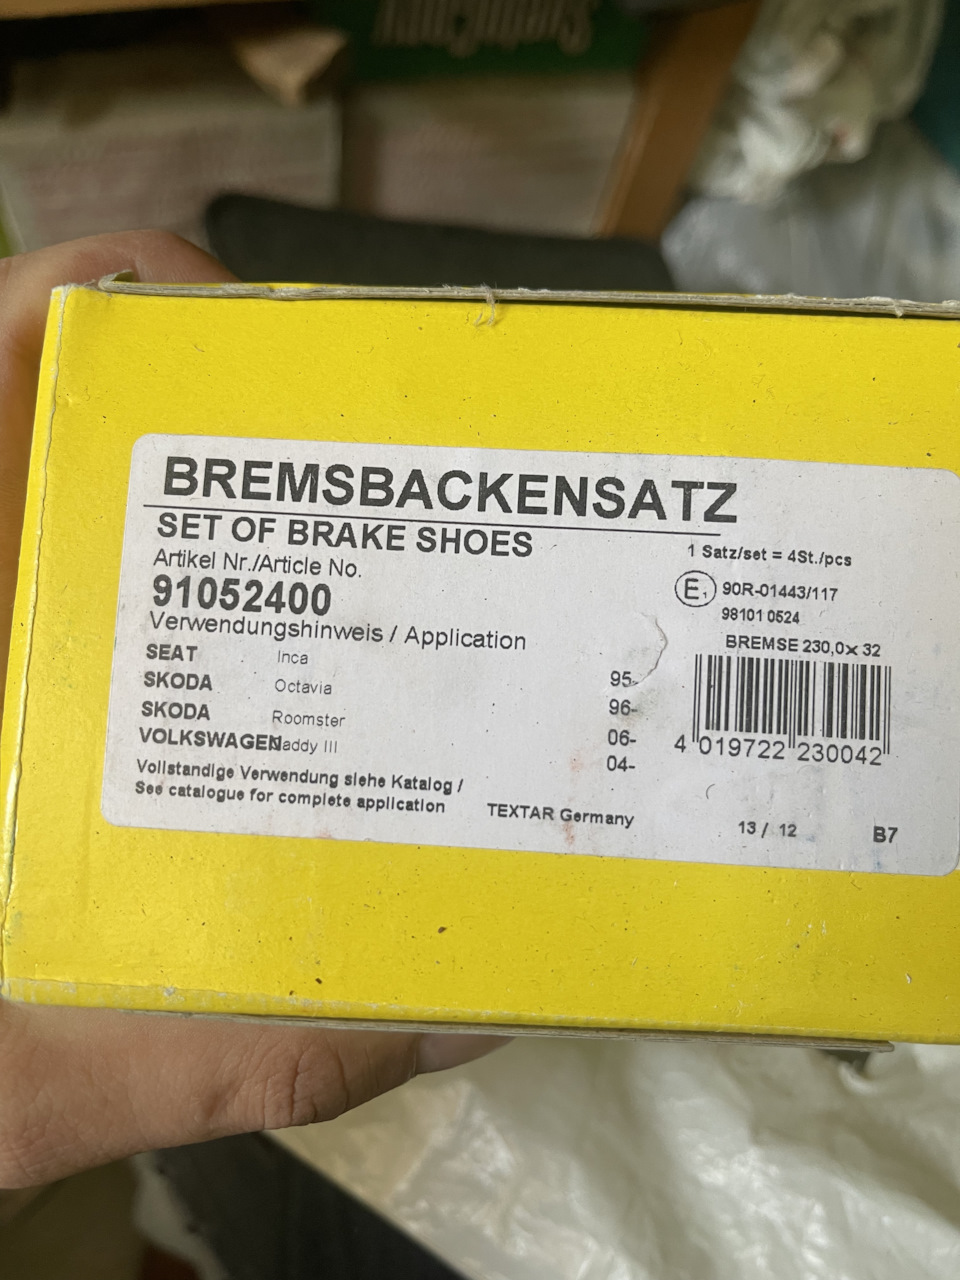 BREMSBACKENSATZ
SET OF BRAKE SHOES
Artikel Nr./Article No.
91052400
Verwendungshinweis / Application
1 Satz/set = 4St./pcs
E1 90R-01443/117
98101 0524
BREMSE 230,0x 32
SEAT Inca 95-
SKODA Octavia 96-
SKODA Roomster 06-
VOLKSWAGEN addy III 04-
4 019722 230042
Vollstandige Verwendung siehe Katalog /
See catalogue for complete application
TEXTAR Germany
13 / 12
B7